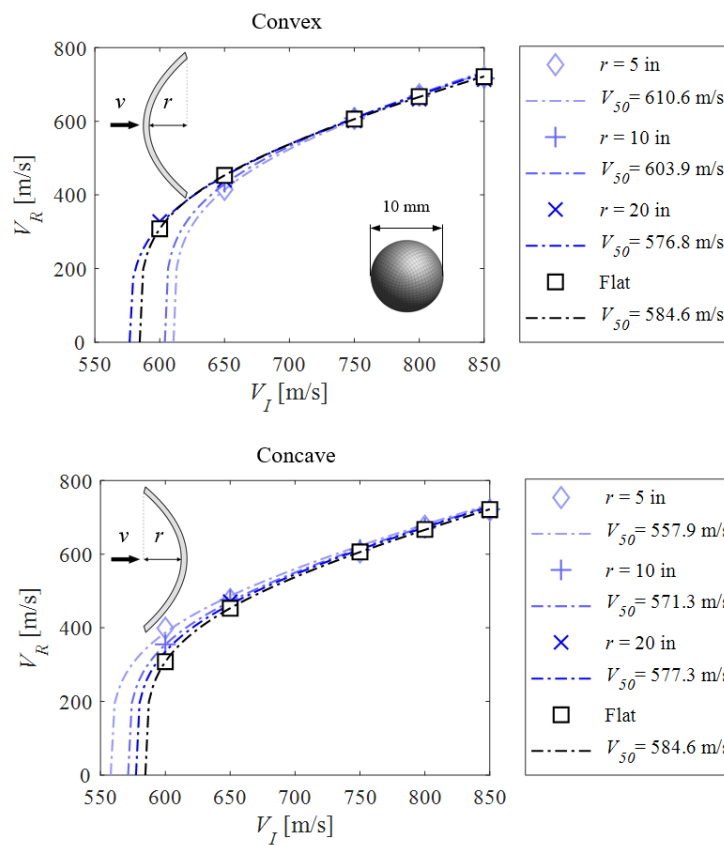 Convex
800
600
400
200
0
V_R [m/s]
v
r
10 mm
550 600 650 700 750 800 850
V_I [m/s]
r = 5 in
V_50= 610.6 m/s
r = 10 in
V_50= 603.9 m/s
r = 20 in
V_50= 576.8 m/s
Flat
V_50= 584.6 m/s
Concave
800
600
400
200
0
V_R [m/s]
v
r
550 600 650 700 750 800 850
V_I [m/s]
r = 5 in
V_50= 557.9 m/s
r = 10 in
V_50= 571.3 m/s
r = 20 in
V_50= 577.3 m/s
Flat
V_50= 584.6 m/s